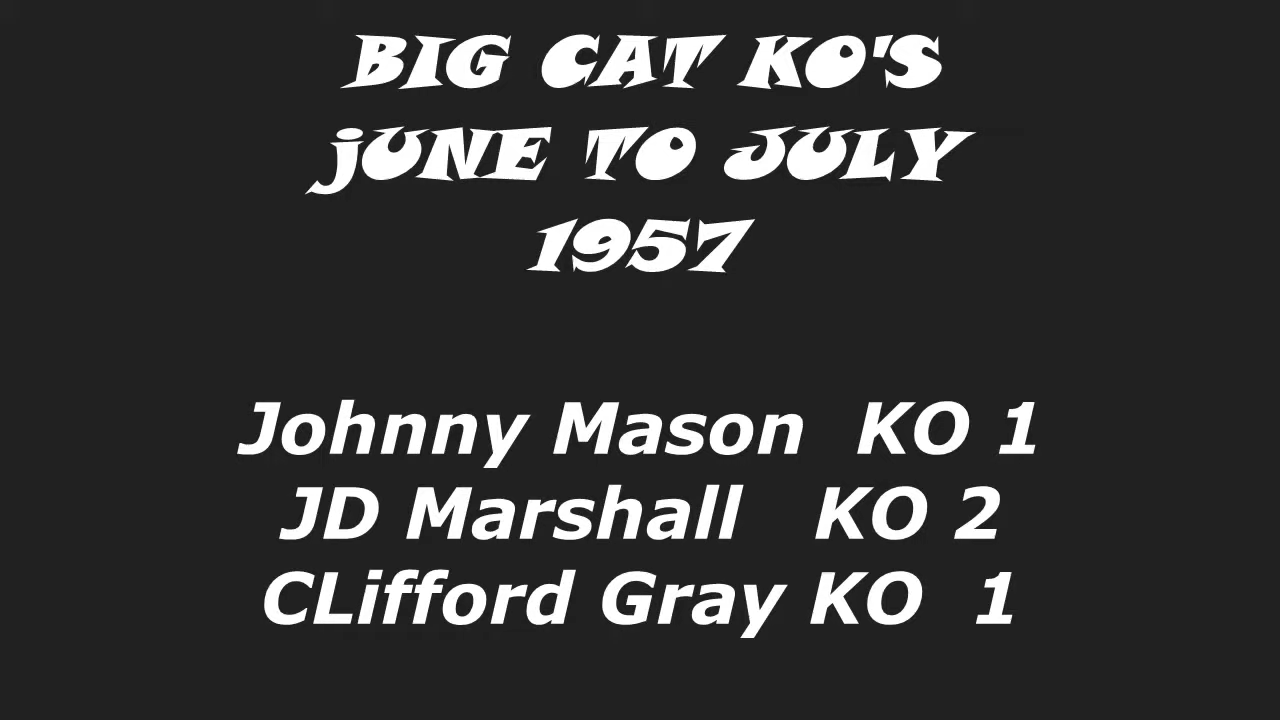 BIG CAT KO'S
jUNE TO JULY
1957
Johnny Mason KO 1
JD Marshall KO 2
CLifford Gray KO 1